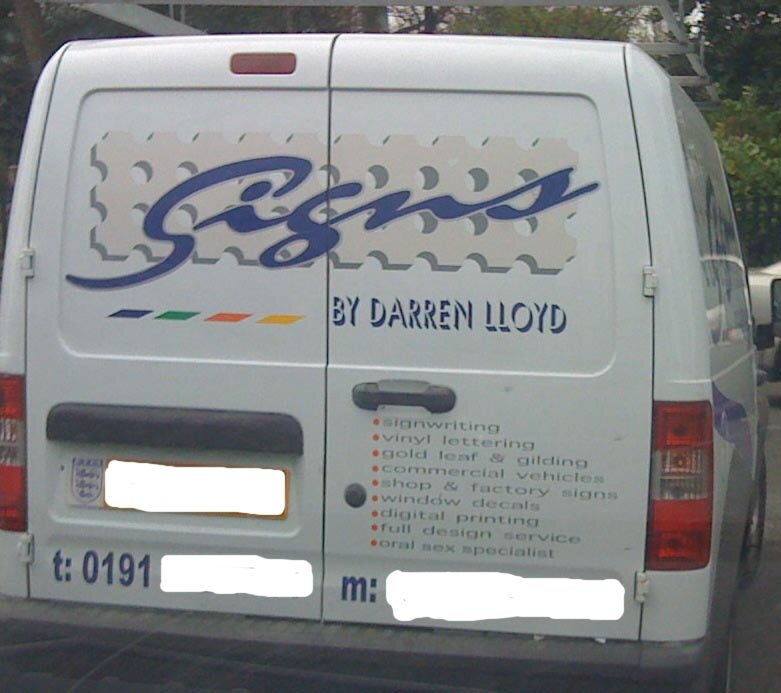 Signs
BY DARREN LLOYD
signwriting
vinyl lettering
gold leaf & gilding
commercial vehicles
shop & factory signs
window decals
digital printing
full design service
oral sex specialist
t: 0191
m: